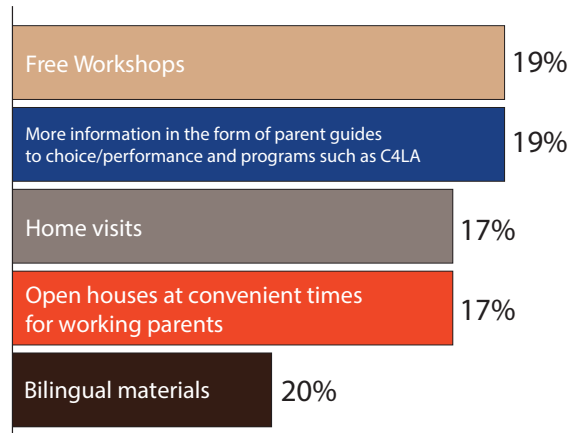 Free Workshops
19%
More information in the form of parent guides
to choice/performance and programs such as C4LA
19%
Home visits
17%
Open houses at convenient times
for working parents
17%
Bilingual materials
20%